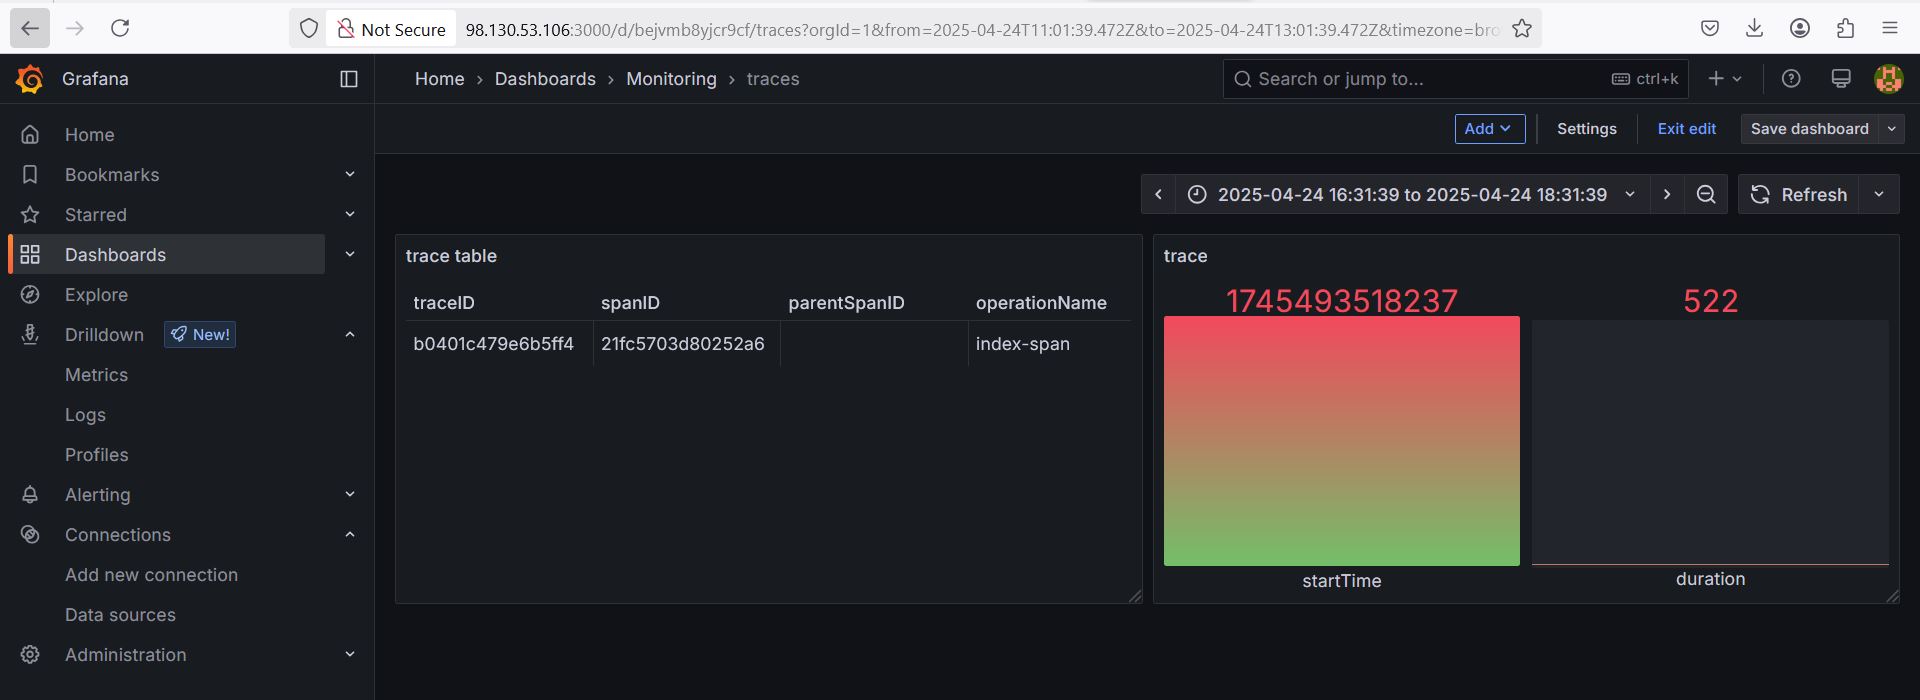 Not Secure 98.130.53.106:3000/d/bejvmb8yjcr9cf/traces?orgId=1&from=2025-04-24T11:01:39.472Z&to=2025-04-24T13:01:39.472Z&timezone=bro
Grafana
Home › Dashboards › Monitoring › traces
Search or jump to... ctrl+k
Add
Settings
Exit edit
Save dashboard
Home
Bookmarks
Starred
Dashboards
Explore
Drilldown New!
Metrics
Logs
Profiles
Alerting
Connections
Add new connection
Data sources
Administration
2025-04-24 16:31:39 to 2025-04-24 18:31:39
Refresh
trace table
traceID spanID parentSpanID operationName
b0401c479e6b5ff4 21fc5703d80252a6 index-span
trace
1745493518237 522
startTime duration